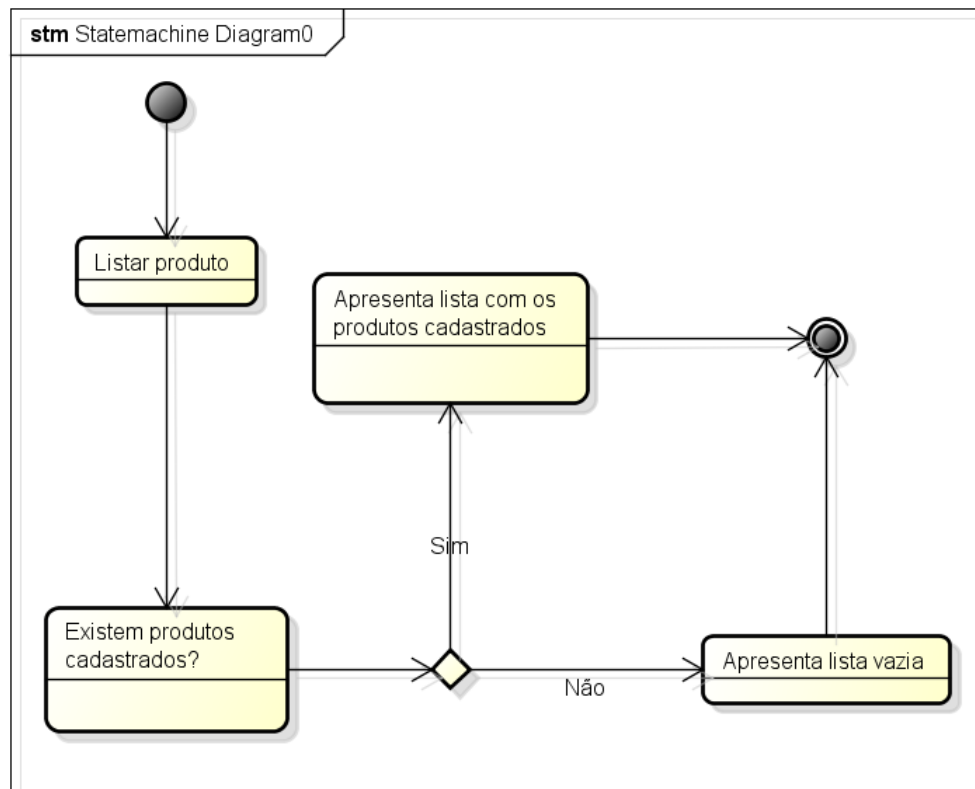 stm Statemachine Diagram0
Listar produto
Apresenta lista com os
produtos cadastrados
Sim
Existem produtos
cadastrados?
Não
Apresenta lista vazia